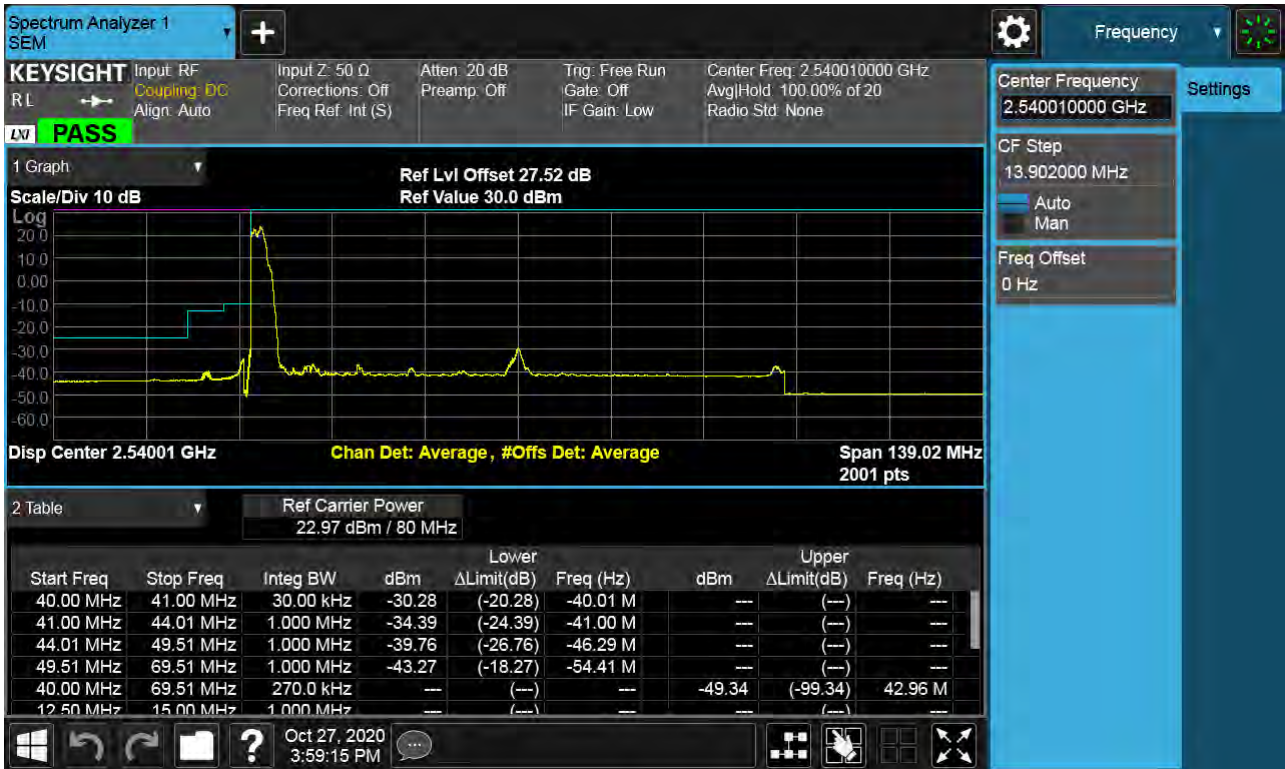 Spectrum Analyzer 1
SEM
Frequency
KEYSIGHT
RL
LXI
PASS
Input: RF
Coupling: DC
Align: Auto
Input Z: 50 Ω
Corrections: Off
Freq Ref: Int (S)
Atten: 20 dB
Preamp: Off
Trig: Free Run
Gate: Off
IF Gain: Low
Center Freq: 2.540010000 GHz
Avg|Hold: 100.00% of 20
Radio Std: None
Center Frequency
2.540010000 GHz
Settings
CF Step
13.902000 MHz
Auto
Man
Freq Offset
0 Hz
1 Graph
Scale/Div 10 dB
Ref Lvl Offset 27.52 dB
Ref Value 30.0 dBm
Log
20.0
10.0
0.00
-10.0
-20.0
-30.0
-40.0
-50.0
-60.0
Disp Center 2.54001 GHz
Chan Det: Average, #Offs Det: Average
Span 139.02 MHz
2001 pts
2 Table
Ref Carrier Power
22.97 dBm / 80 MHz
Lower Upper
Start Freq Stop Freq Integ BW dBm ΔLimit(dB) Freq (Hz) dBm ΔLimit(dB) Freq (Hz)
40.00 MHz 41.00 MHz 30.00 kHz -30.28 (-20.28) -40.01 M --- (---) ---
41.00 MHz 44.01 MHz 1.000 MHz -34.39 (-24.39) -41.00 M --- (---) ---
44.01 MHz 49.51 MHz 1.000 MHz -39.76 (-26.76) -46.29 M --- (---) ---
49.51 MHz 69.51 MHz 1.000 MHz -43.27 (-18.27) -54.41 M --- (---) ---
40.00 MHz 69.51 MHz 270.0 kHz --- (---) --- -49.34 (-99.34) 42.96 M
12.50 MHz 15.00 MHz 1.000 MHz --- (---) --- --- (---) ---
?
Oct 27, 2020
3:59:15 PM